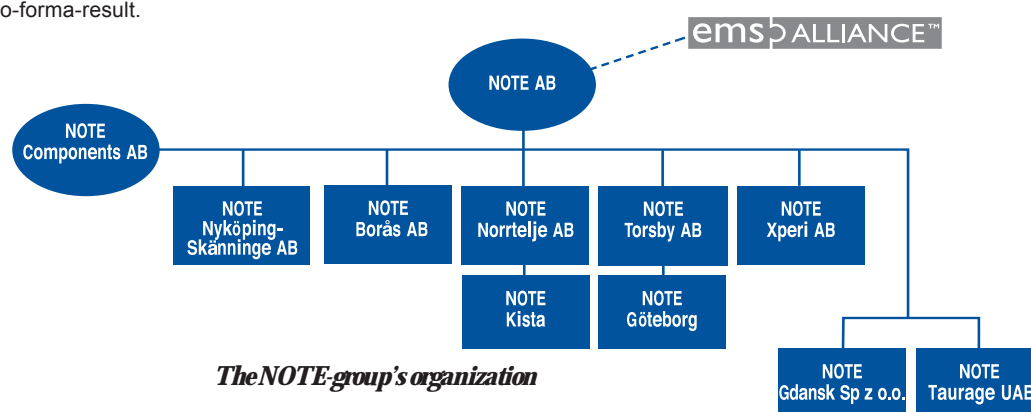 o-forma-result.
ems ALLIANCE™
NOTE AB
NOTE
Components AB
NOTE
Nyköping-
Skänninge AB
NOTE
Borås AB
NOTE
Norrtelje AB
NOTE
Torsby AB
NOTE
Xperi AB
NOTE
Kista
NOTE
Göteborg
The NOTE-group's organization
NOTE
Gdansk Sp z o.o.
NOTE
Taurage UAB